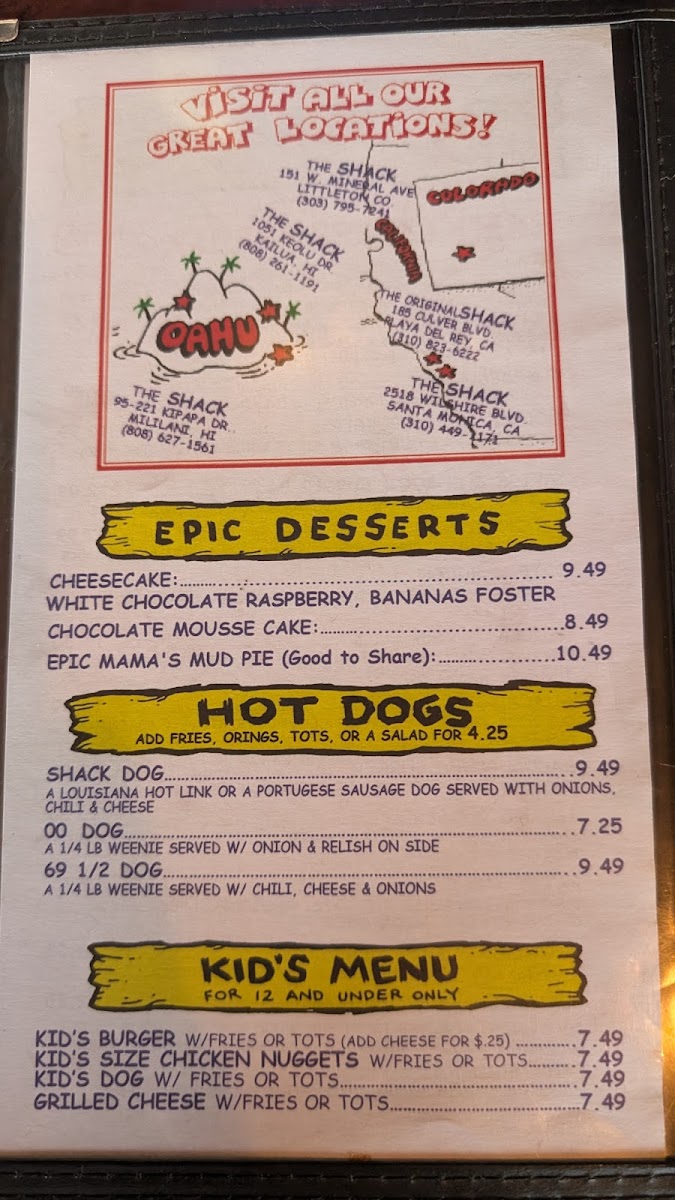 VISIT ALL OUR
GREAT LOCATIONS!
THE SHACK
151 W. MINERAL AVE
LITTLETON CO.
(303) 795-7241
COLORADO
THE SHACK
1051 KEOLU DR.
KAILUA, HI
(808) 261-1191
CALIFORNIA
OAHU
THE ORIGINAL SHACK
185 CULVER BLVD.
PLAYA DEL REY, CA
(310) 823-6222
THE SHACK
95-221 KIPAPA DR.
MILILANI, HI
(808) 627-1561
THE SHACK
2518 WILSHIRE BLVD.
SANTA MONICA, CA
(310) 449-1171
EPIC DESSERTS
CHEESECAKE:............................................................ 9.49
WHITE CHOCOLATE RASPBERRY, BANANAS FOSTER
CHOCOLATE MOUSSE CAKE:.......................................8.49
EPIC MAMA'S MUD PIE (Good to Share):....................10.49
HOT DOGS
ADD FRIES, ORINGS, TOTS, OR A SALAD FOR 4.25
SHACK DOG..................................................................9.49
A LOUISIANA HOT LINK OR A PORTUGESE SAUSAGE DOG SERVED WITH ONIONS,
CHILI & CHEESE
00 DOG.........................................................................7.25
A 1/4 LB WEENIE SERVED W/ ONION & RELISH ON SIDE
69 1/2 DOG...................................................................9.49
A 1/4 LB WEENIE SERVED W/ CHILI, CHEESE & ONIONS
KID'S MENU
FOR 12 AND UNDER ONLY
KID'S BURGER W/FRIES OR TOTS (ADD CHEESE FOR $.25) ............7.49
KID'S SIZE CHICKEN NUGGETS W/FRIES OR TOTS..........7.49
KID'S DOG W/ FRIES OR TOTS.......................................7.49
GRILLED CHEESE W/FRIES OR TOTS................................7.49